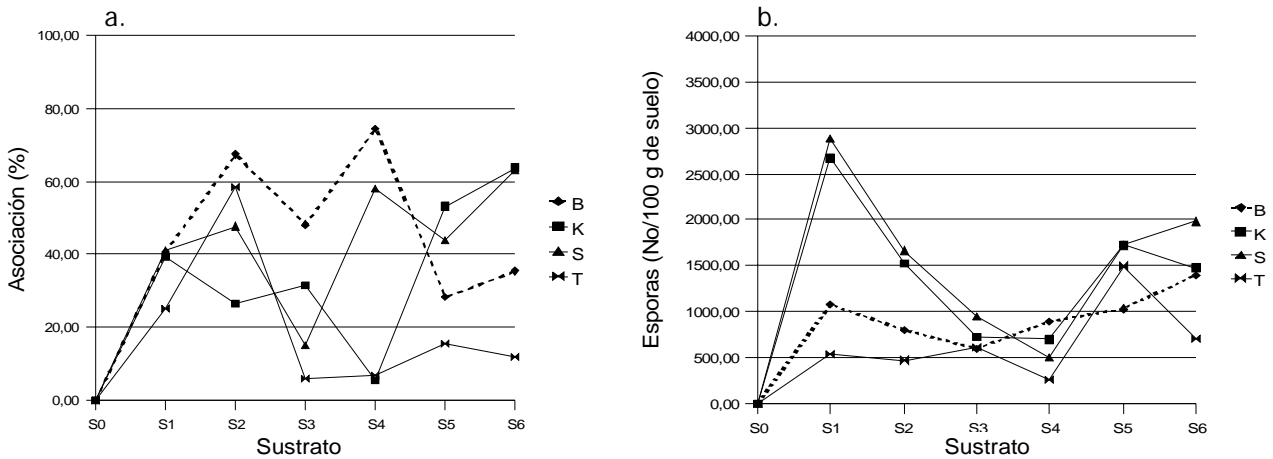 a.
100,00
80,00
60,00
40,00
20,00
0,00
Asociación (%)
S0 S1 S2 S3 S4 S5 S6
Sustrato
B
K
S
T
b.
4000,00
3500,00
3000,00
2500,00
2000,00
1500,00
1000,00
500,00
0,00
Esporas (No/100 g de suelo)
S0 S1 S2 S3 S4 S5 S6
Sustrato
B
K
S
T